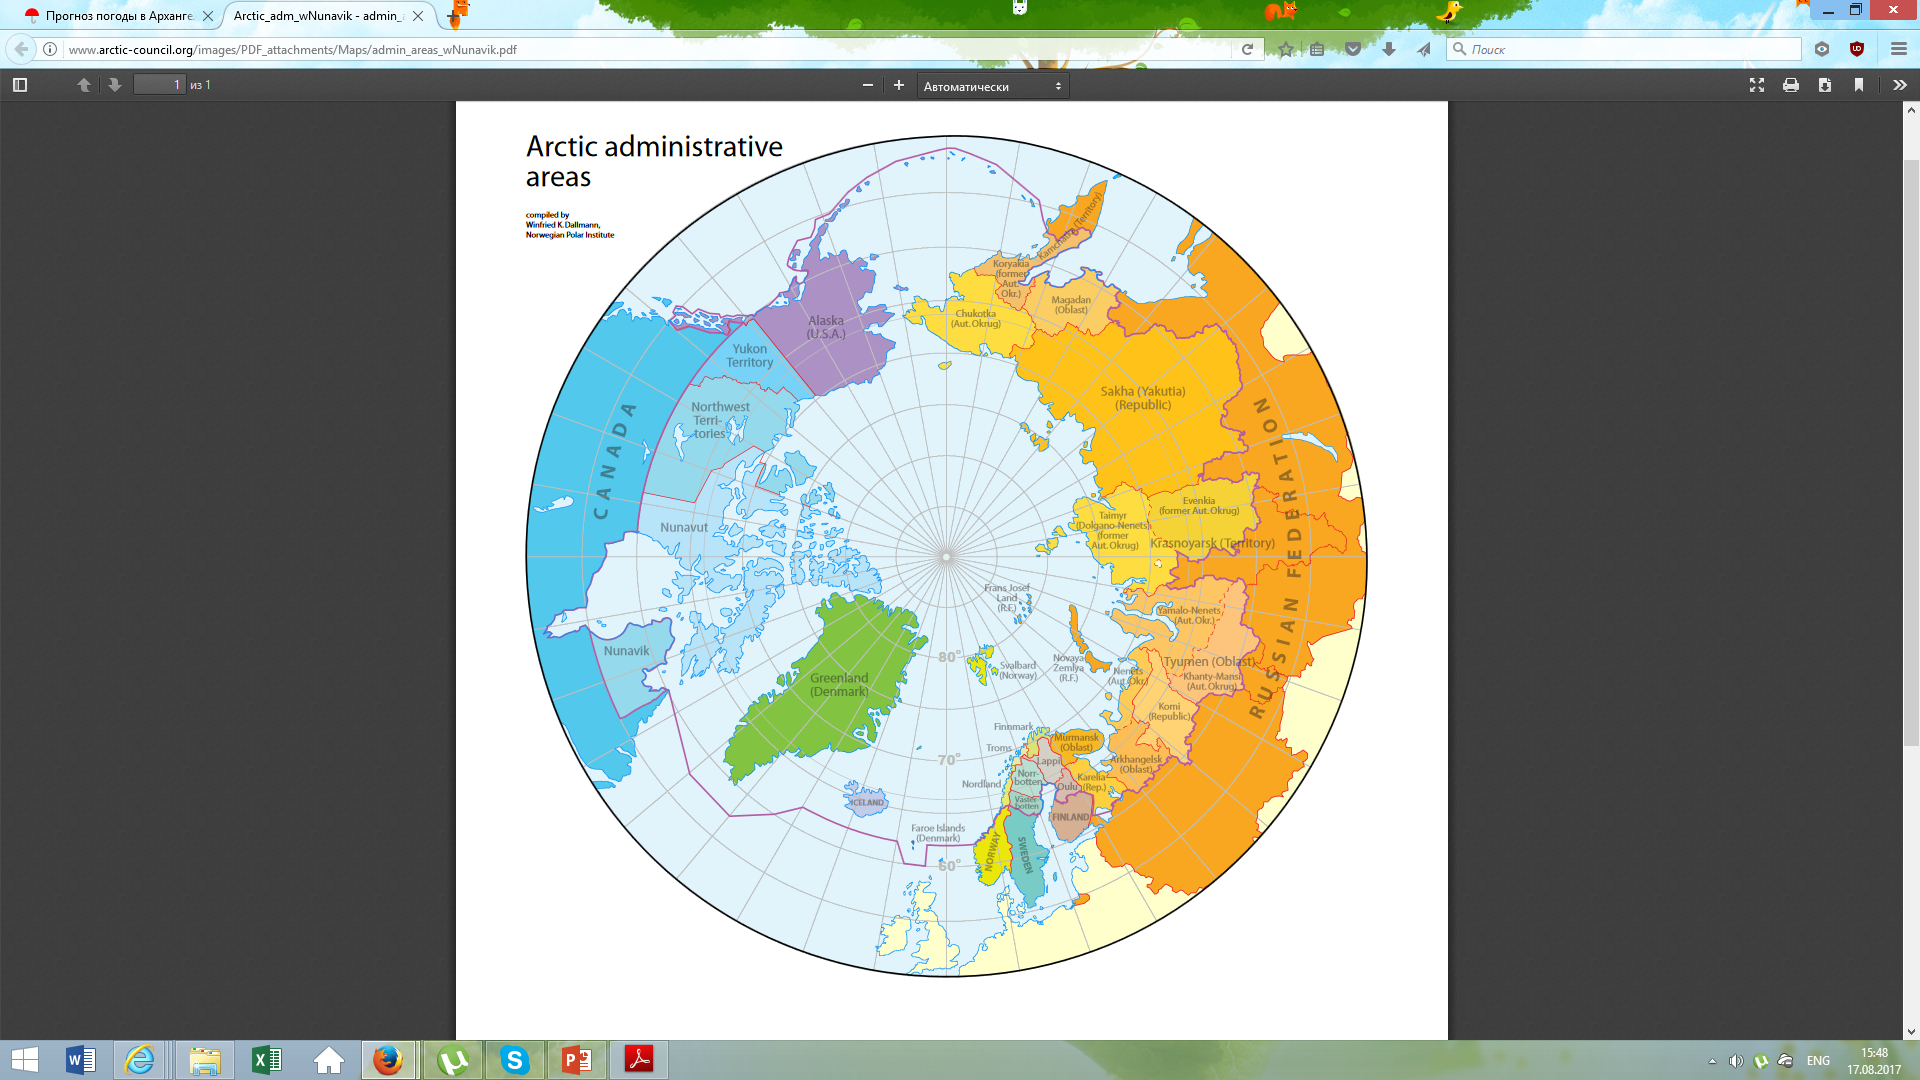 Прогноз погоды в Арханге
Arctic_adm_wNunavik - admin_a
www.arctic-council.org/images/PDF_attachments/Maps/admin_areas_wNunavik.pdf
Поиск
1 из 1
Автоматически
Arctic administrative
areas
compiled by
Winfried K. Dallmann,
Norwegian Polar Institute
Kamchatka (Territory)
Koryakia
(former
Aut.
Okr.)
Magadan
(Oblast)
Chukotka
(Aut. Okrug)
Alaska
(U.S.A.)
Yukon
Territory
Sakha (Yakutia)
(Republic)
Northwest
Terri-
tories
CANADA
RUSSIAN FEDERATION
Evenkia
(former Aut. Okrug)
Taimyr
(Dolgano-Nenets)
(former
Aut. Okrug)
Krasnoyarsk (Territory)
Nunavut
Frans Josef
Land
(R.F.)
Yamalo-Nenets
(Aut. Okr.)
Nunavik
80°
Svalbard
(Norway)
Novaya
Zemlya
(R.F.)
Nenets
(Aut. Okr.)
Tyumen (Oblast)
Khanty-Mansi
(Aut. Okrug)
Greenland
(Denmark)
Komi
(Republic)
Finnmark
Troms
Murmansk
(Oblast)
70°
Lappi
Arkhangelsk
(Oblast)
Nordland
Norr-
botten
Oulu
Karelia
(Rep.)
ICELAND
Väster-
botten
FINLAND
Faroe Islands
(Denmark)
NORWAY
SWEDEN
60°
ENG
15:48
17.08.2017